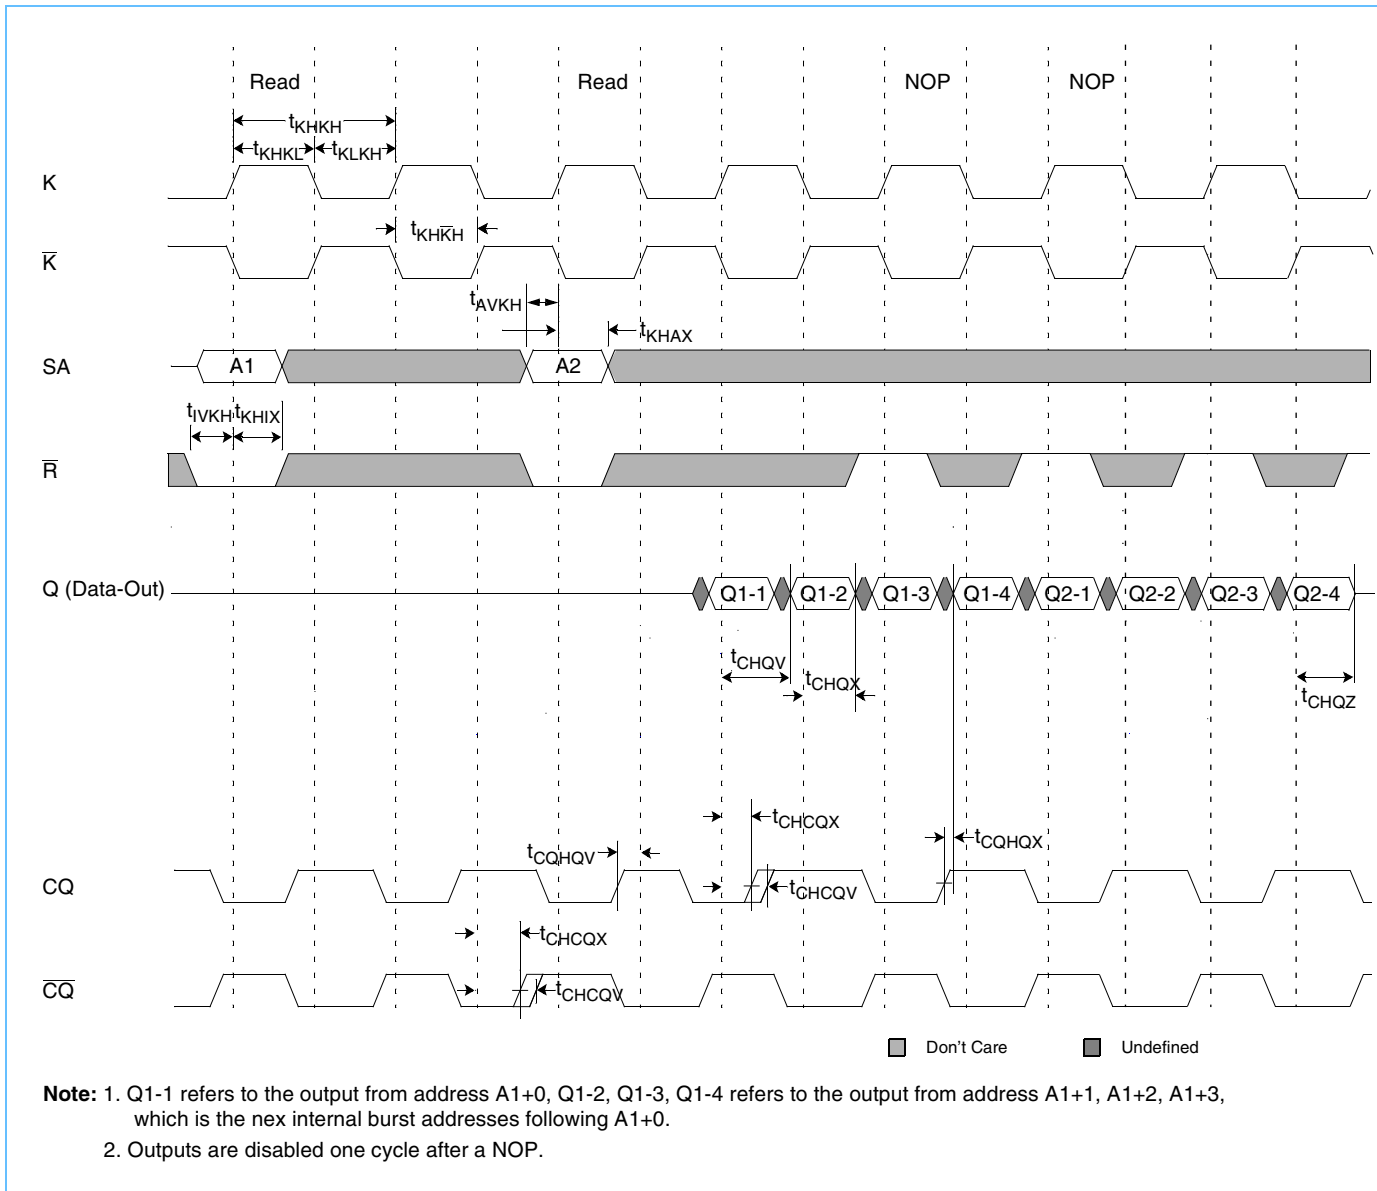 Read Read NOP NOP
tKHKH
tKHKL tKLKH
K
tKHK̅H
K̅
tAVKH
tKHAX
SA A1 A2
tIVKH tKHIX
R̅
Q (Data-Out) Q1-1 Q1-2 Q1-3 Q1-4 Q2-1 Q2-2 Q2-3 Q2-4
tCHQV
tCHQX
tCHQZ
tCHCQX
tCQHQX
tCQHQV
CQ
tCHCQV
tCHCQX
C̅Q̅
tCHCQV
Don't Care Undefined
Note: 1. Q1-1 refers to the output from address A1+0, Q1-2, Q1-3, Q1-4 refers to the output from address A1+1, A1+2, A1+3,
which is the nex internal burst addresses following A1+0.
2. Outputs are disabled one cycle after a NOP.